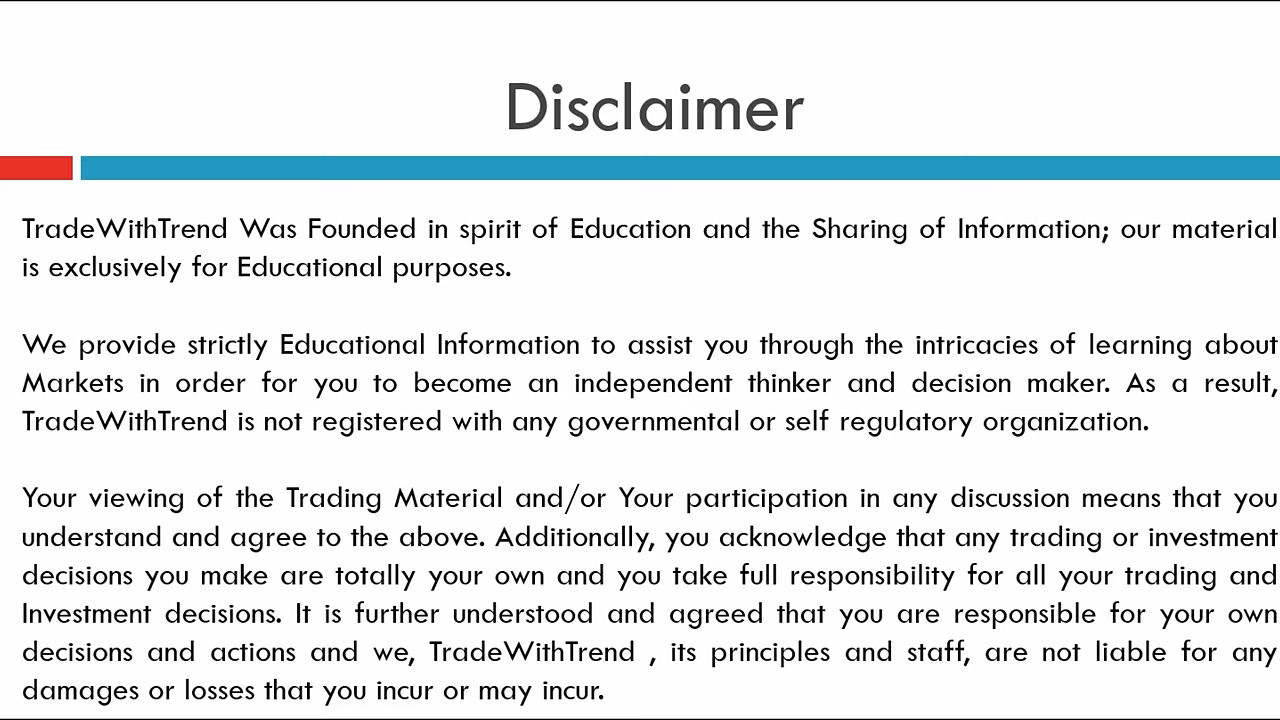 Disclaimer
TradeWithTrend Was Founded in spirit of Education and the Sharing of Information; our material
is exclusively for Educational purposes.
We provide strictly Educational Information to assist you through the intricacies of learning about
Markets in order for you to become an independent thinker and decision maker. As a result,
TradeWithTrend is not registered with any governmental or self regulatory organization.
Your viewing of the Trading Material and/or Your participation in any discussion means that you
understand and agree to the above. Additionally, you acknowledge that any trading or investment
decisions you make are totally your own and you take full responsibility for all your trading and
Investment decisions. It is further understood and agreed that you are responsible for your own
decisions and actions and we, TradeWithTrend , its principles and staff, are not liable for any
damages or losses that you incur or may incur.